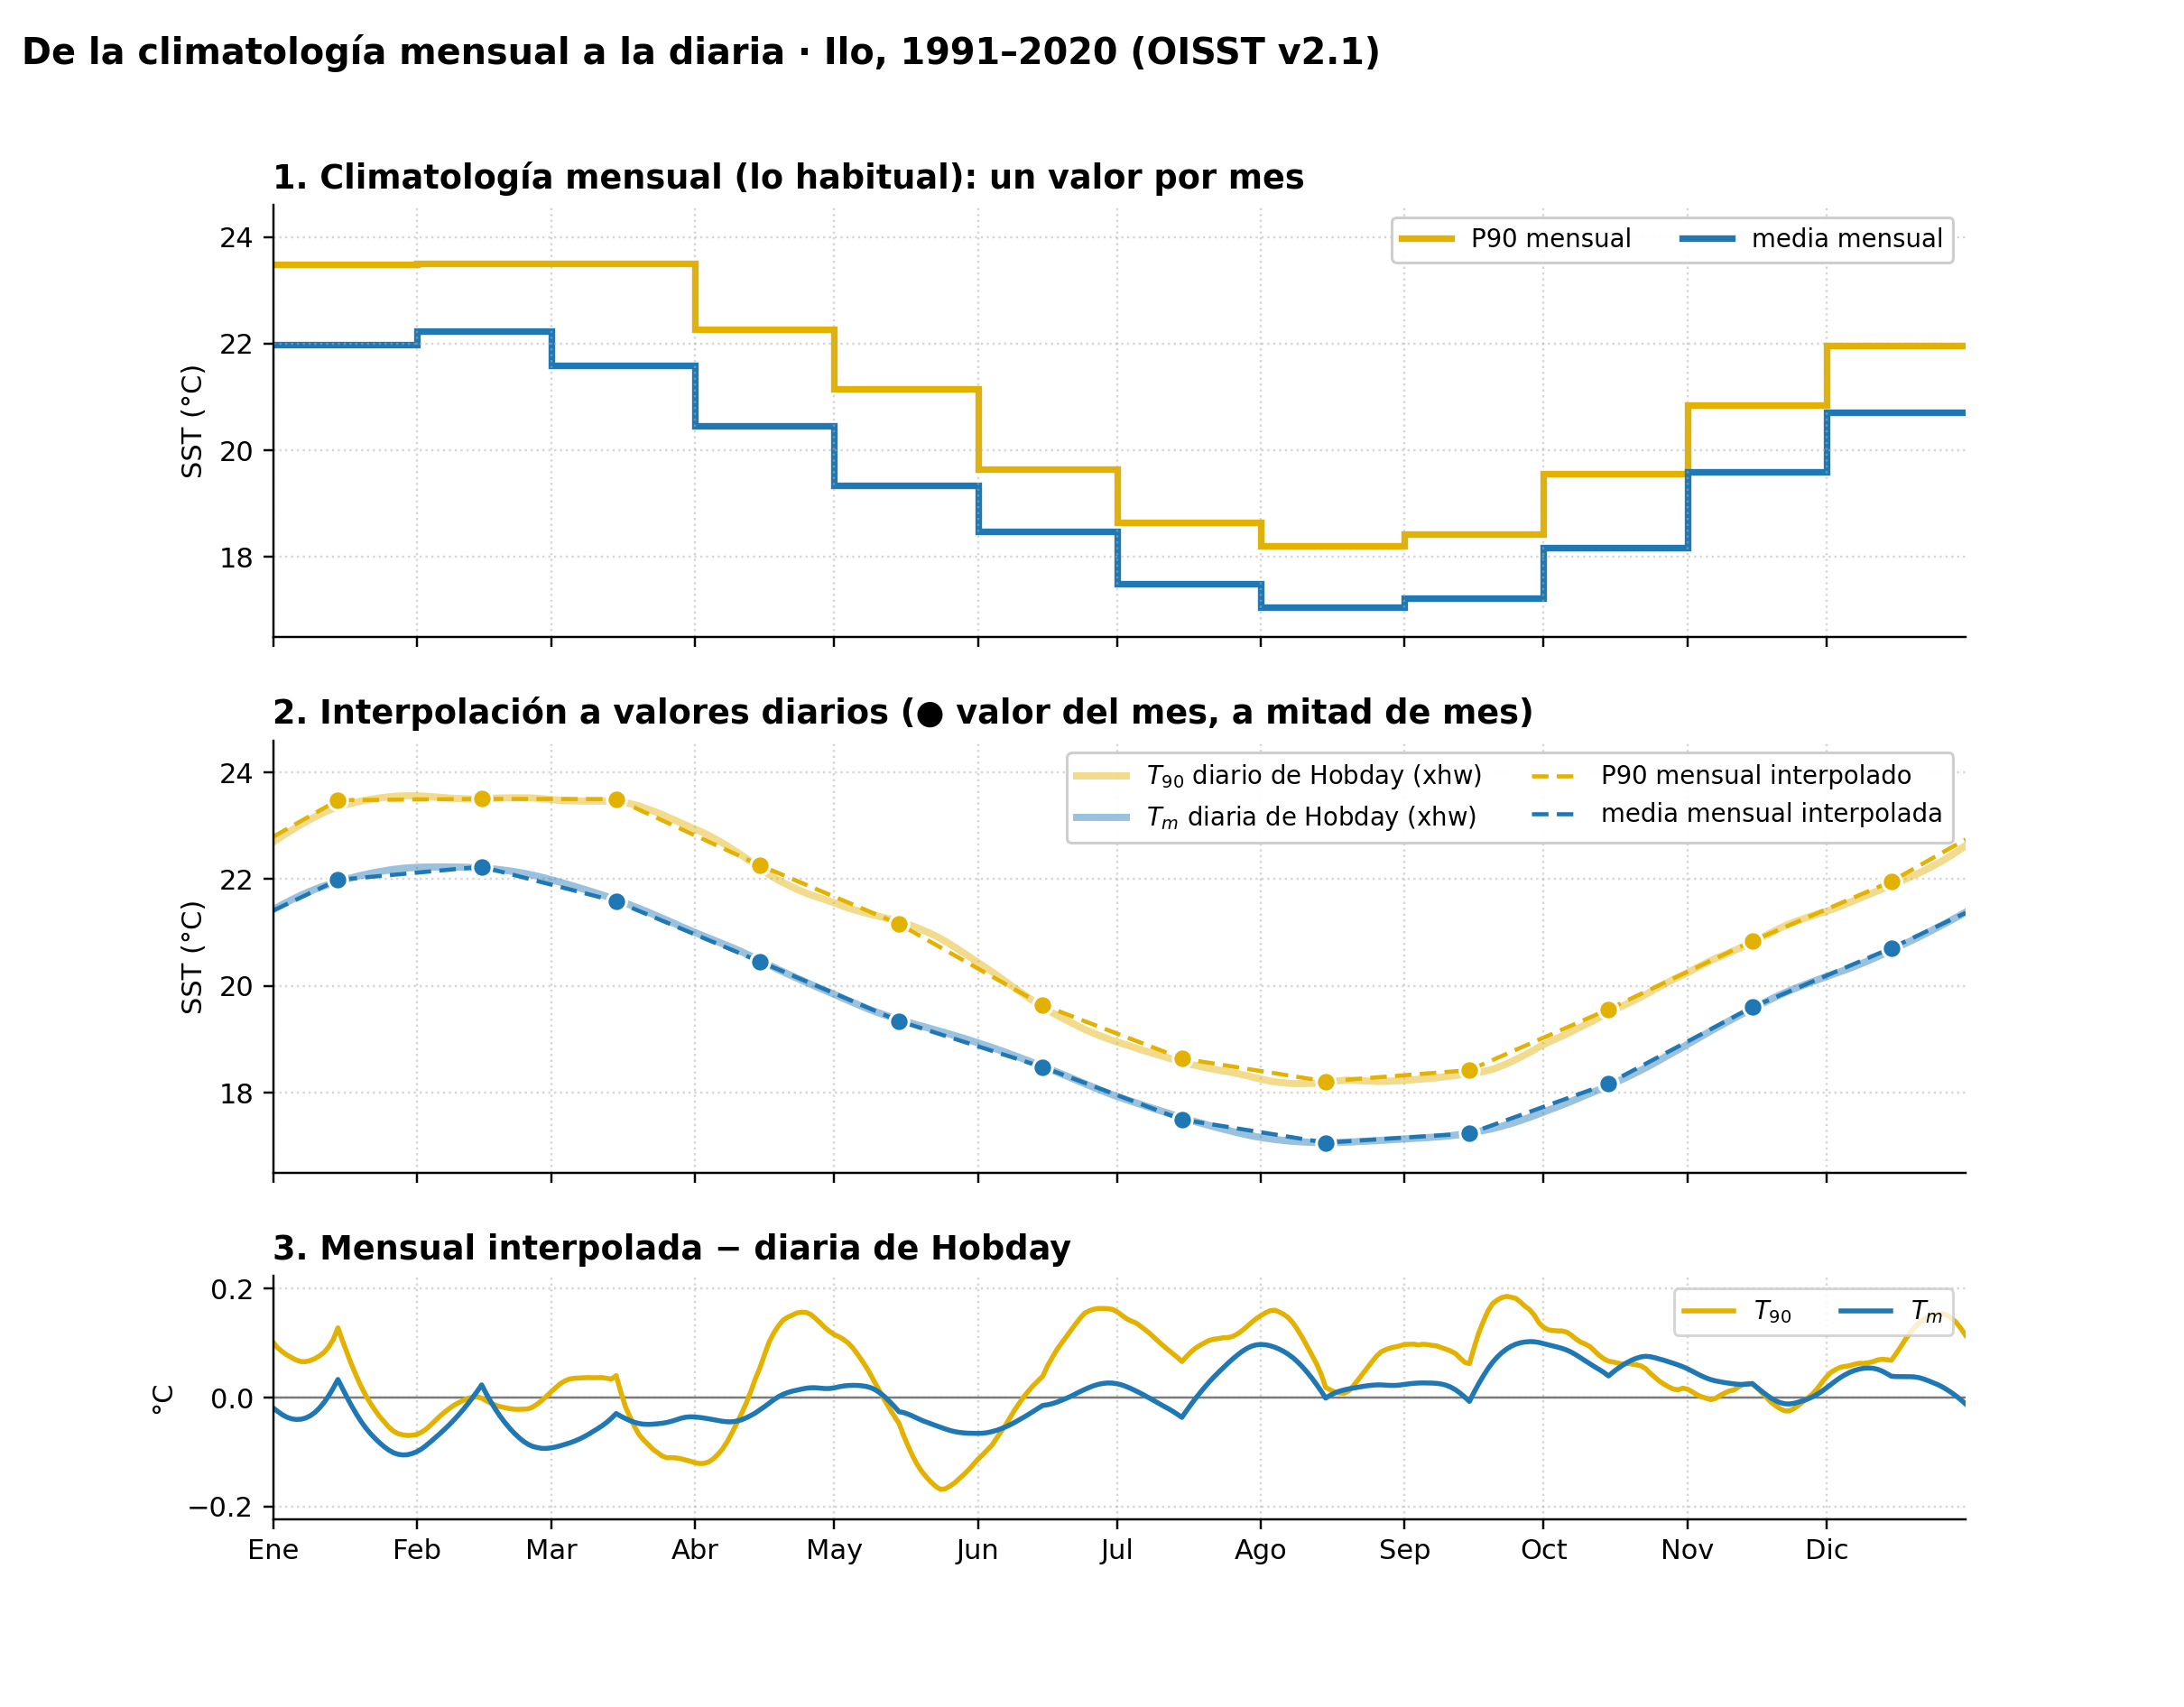 De la climatología mensual a la diaria · Ilo, 1991–2020 (OISST v2.1)
1. Climatología mensual (lo habitual): un valor por mes
P90 mensual media mensual
SST (°C)
24
22
20
18
2. Interpolación a valores diarios (● valor del mes, a mitad de mes)
T90 diario de Hobday (xhw) P90 mensual interpolado
Tm diaria de Hobday (xhw) media mensual interpolada
SST (°C)
24
22
20
18
3. Mensual interpolada − diaria de Hobday
T90 Tm
°C
0.2
0.0
−0.2
Ene Feb Mar Abr May Jun Jul Ago Sep Oct Nov Dic